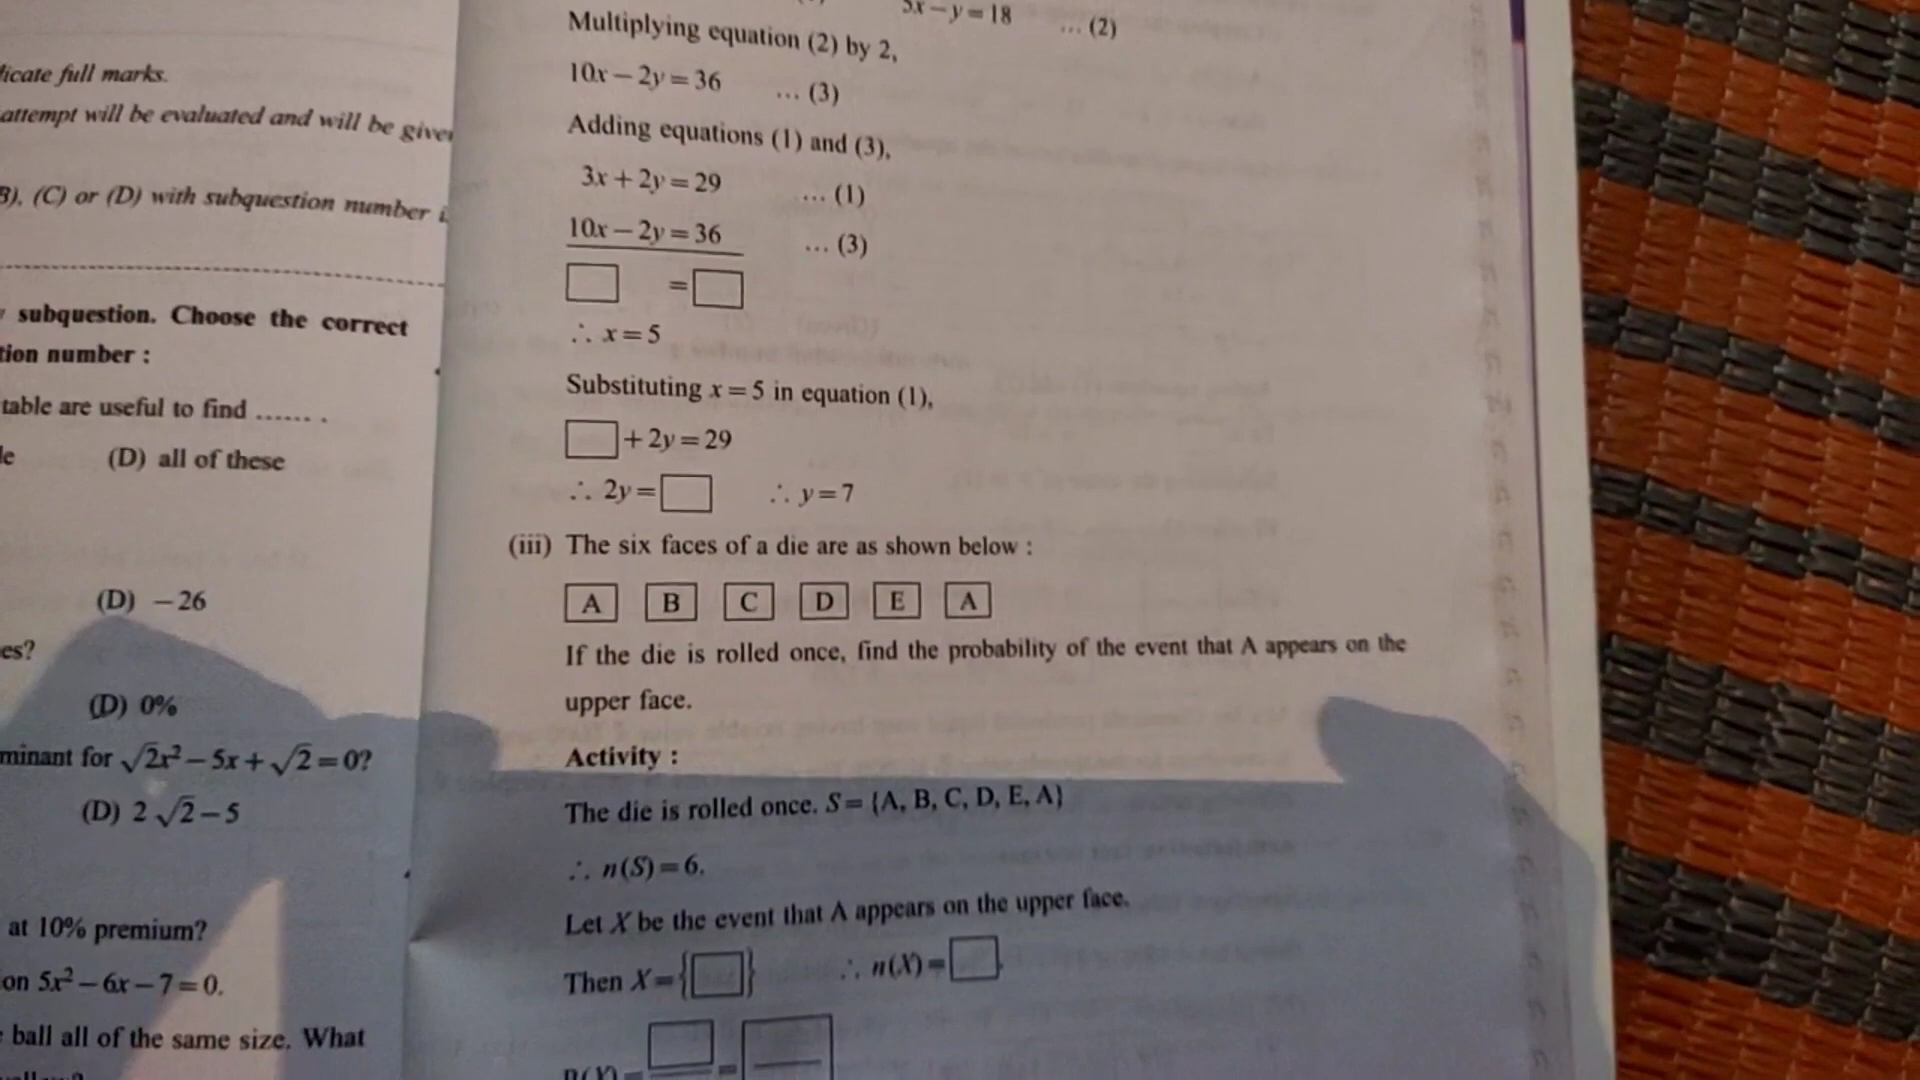 licate full marks.
attempt will be evaluated and will be given
B), (C) or (D) with subquestion number i
subquestion. Choose the correct
tion number :
table are useful to find ...... .
le (D) all of these
(D) – 26
es?
(D) 0%
minant for √2x² – 5x + √2 = 0?
(D) 2 √2 – 5
at 10% premium?
on 5x² – 6x – 7 = 0.
ball all of the same size. What
5x – y = 18 ... (2)
Multiplying equation (2) by 2,
10x – 2y = 36 ... (3)
Adding equations (1) and (3),
3x + 2y = 29 ... (1)
10x – 2y = 36 ... (3)
□ = □
∴ x = 5
Substituting x = 5 in equation (1),
□ + 2y = 29
∴ 2y = □ ∴ y = 7
(iii) The six faces of a die are as shown below :
A B C D E A
If the die is rolled once, find the probability of the event that A appears on the
upper face.
Activity :
The die is rolled once. S = {A, B, C, D, E, A}
∴ n(S) = 6.
Let X be the event that A appears on the upper face.
Then X = {□} ∴ n(X) = □